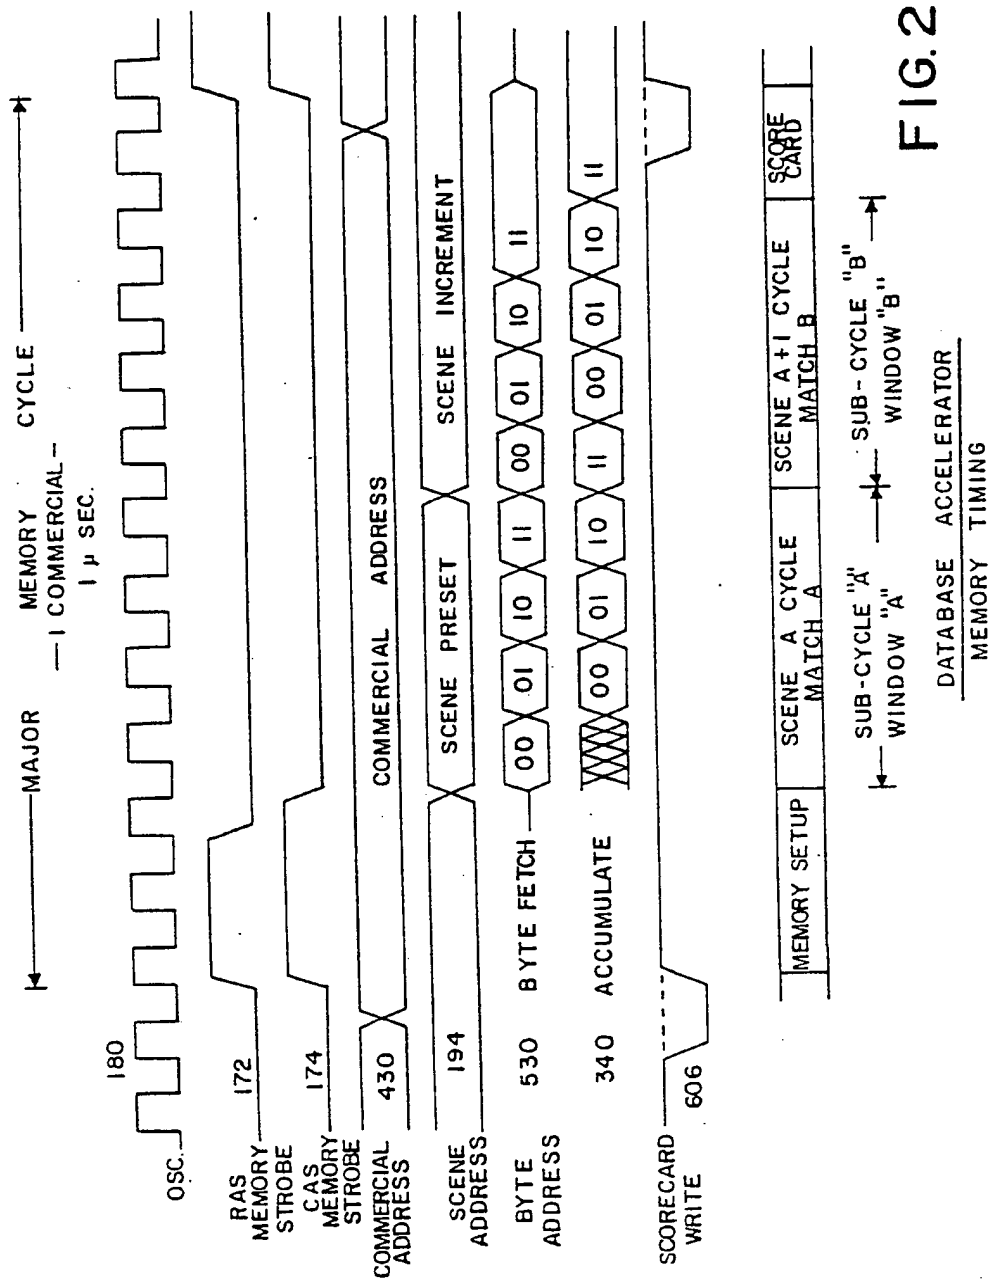 MAJOR MEMORY CYCLE
— 1 COMMERCIAL —
1 µ SEC.
OSC. 180
RAS
MEMORY
STROBE
172
CAS
MEMORY
STROBE
174
COMMERCIAL
ADDRESS
430 COMMERCIAL ADDRESS
SCENE
ADDRESS
194 SCENE PRESET SCENE INCREMENT
BYTE
ADDRESS
530 BYTE FETCH 00 01 10 11 00 01 10 11
340 ACCUMULATE 00 01 10 11 00 01 10 11
SCORECARD
WRITE
606
MEMORY SETUP
SCENE A CYCLE
MATCH A
SCENE A+1 CYCLE
MATCH B
SCORE
CARD
SUB-CYCLE "A"
WINDOW "A"
SUB-CYCLE "B"
WINDOW "B"
DATABASE ACCELERATOR
MEMORY TIMING
FIG. 2